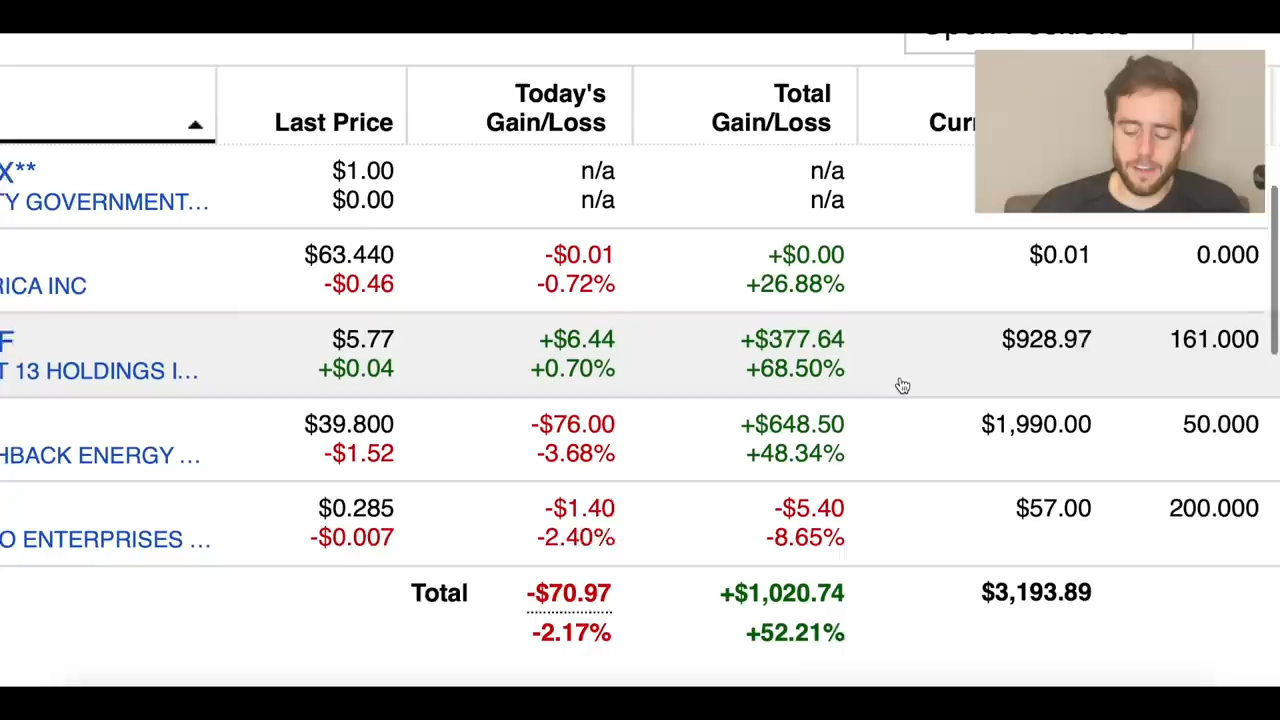 Today's Total
Last Price Gain/Loss Gain/Loss
X** $1.00 n/a n/a
TY GOVERNMENT... $0.00 n/a n/a
$63.440 -$0.01 +$0.00 $0.01 0.000
RICA INC -$0.46 -0.72% +26.88%
F $5.77 +$6.44 +$377.64 $928.97 161.000
T 13 HOLDINGS I... +$0.04 +0.70% +68.50%
$39.800 -$76.00 +$648.50 $1,990.00 50.000
HBACK ENERGY ... -$1.52 -3.68% +48.34%
$0.285 -$1.40 -$5.40 $57.00 200.000
O ENTERPRISES ... -$0.007 -2.40% -8.65%
Total -$70.97 +$1,020.74 $3,193.89
-2.17% +52.21%